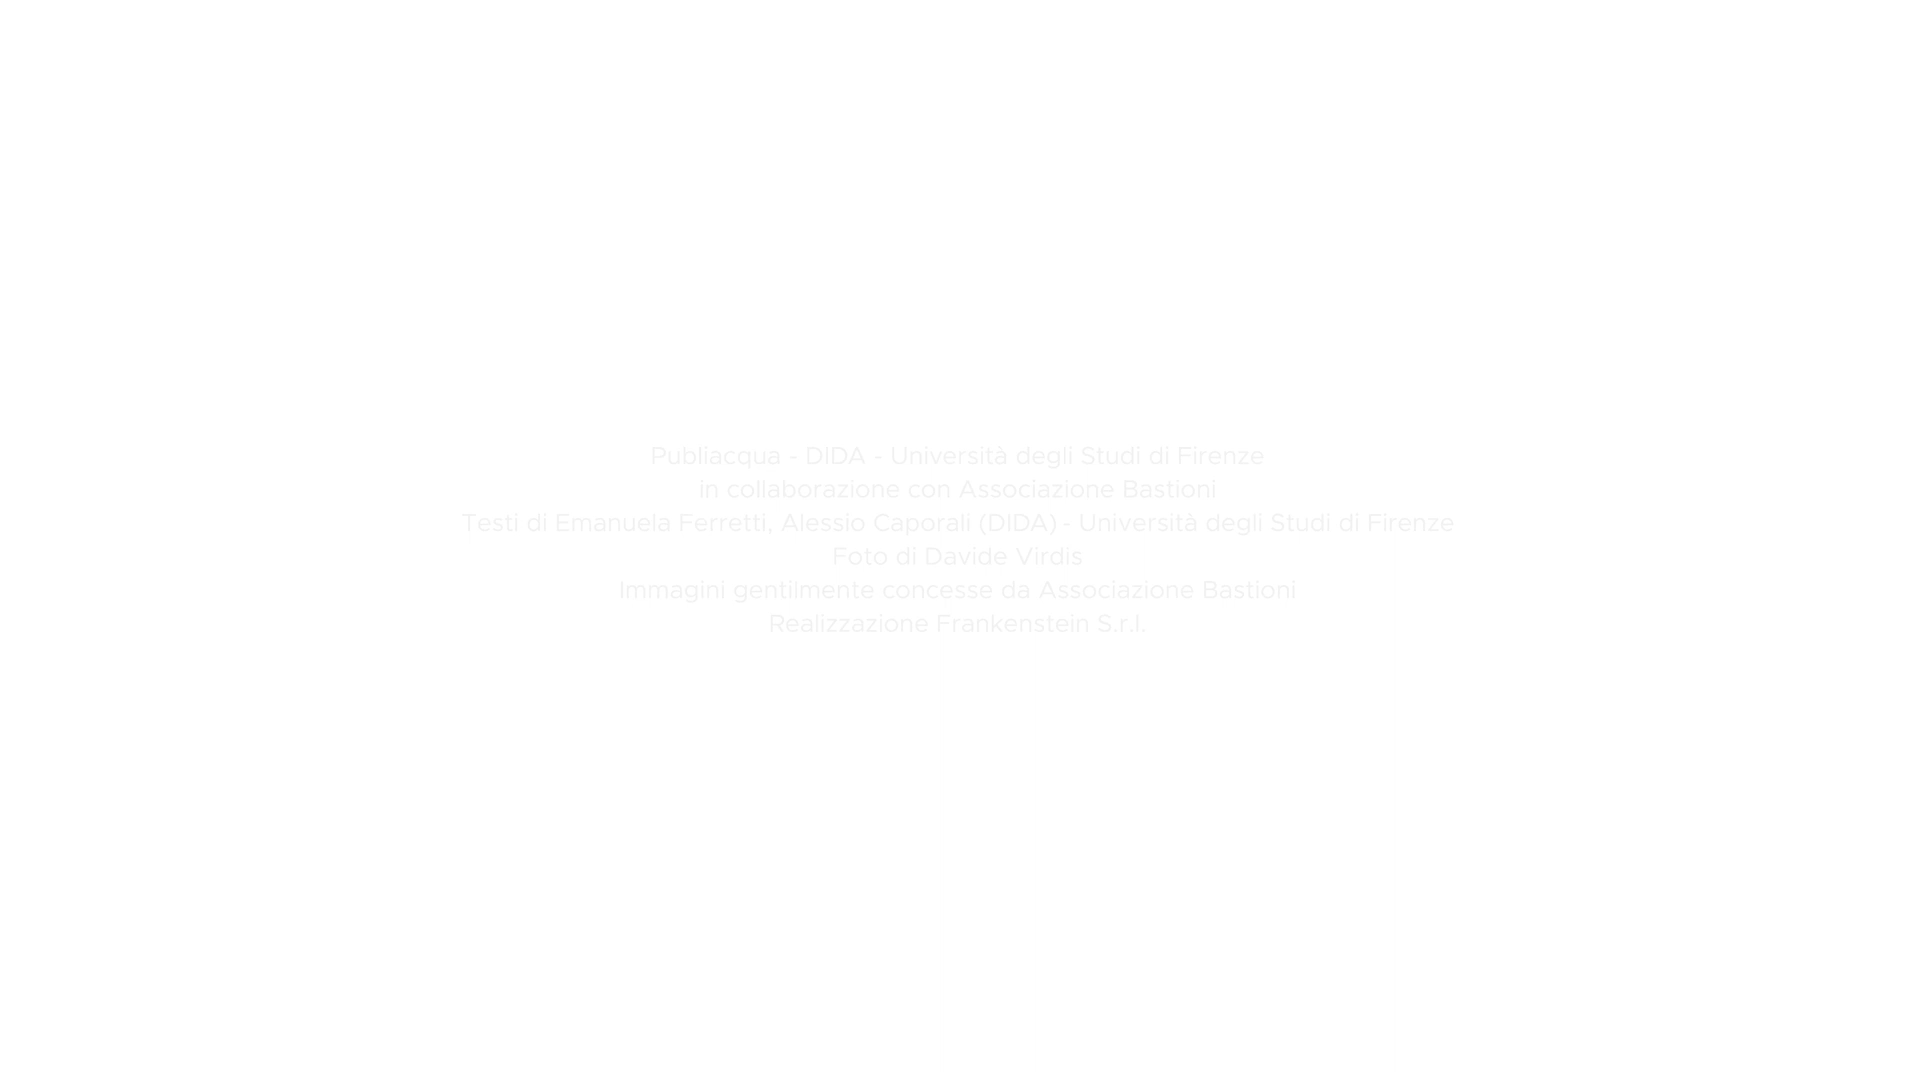 Publiacqua - DIDA - Università degli Studi di Firenze
in collaborazione con Associazione Bastioni
Testi di Emanuela Ferretti, Alessio Caporali (DIDA) - Università degli Studi di Firenze
Foto di Davide Virdis
Immagini gentilmente concesse da Associazione Bastioni
Realizzazione Frankenstein S.r.l.